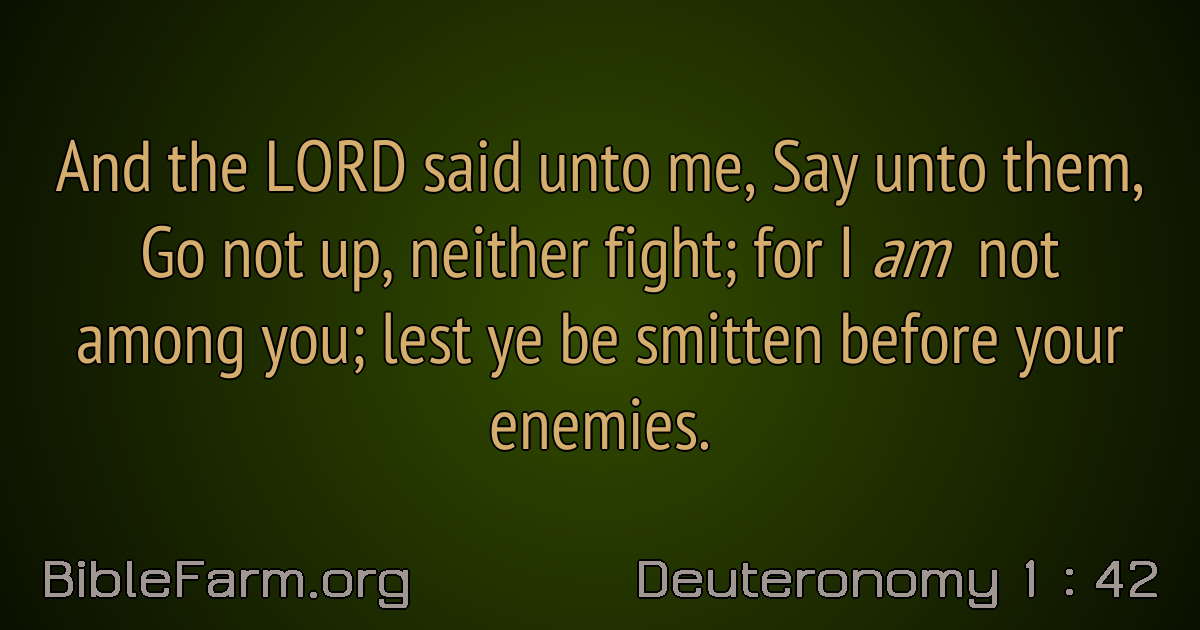 And the LORD said unto me, Say unto them,
Go not up, neither fight; for I am not
among you; lest ye be smitten before your
enemies.
BibleFarm.org
Deuteronomy 1 : 42